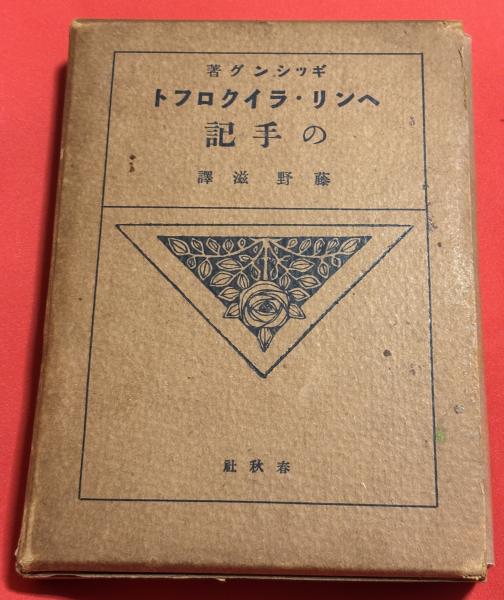 ギッシング著
ヘンリ・ライクロフト
の手記
藤野滋譯
春秋社